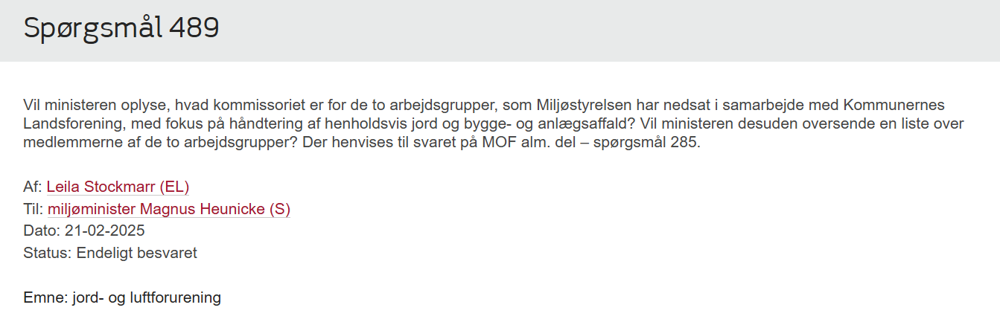 Spørgsmål 489
Vil ministeren oplyse, hvad kommissoriet er for de to arbejdsgrupper, som Miljøstyrelsen har nedsat i samarbejde med Kommunernes
Landsforening, med fokus på håndtering af henholdsvis jord og bygge- og anlægsaffald? Vil ministeren desuden oversende en liste over
medlemmerne af de to arbejdsgrupper? Der henvises til svaret på MOF alm. del – spørgsmål 285.
Af: Leila Stockmarr (EL)
Til: miljøminister Magnus Heunicke (S)
Dato: 21-02-2025
Status: Endeligt besvaret
Emne: jord- og luftforurening